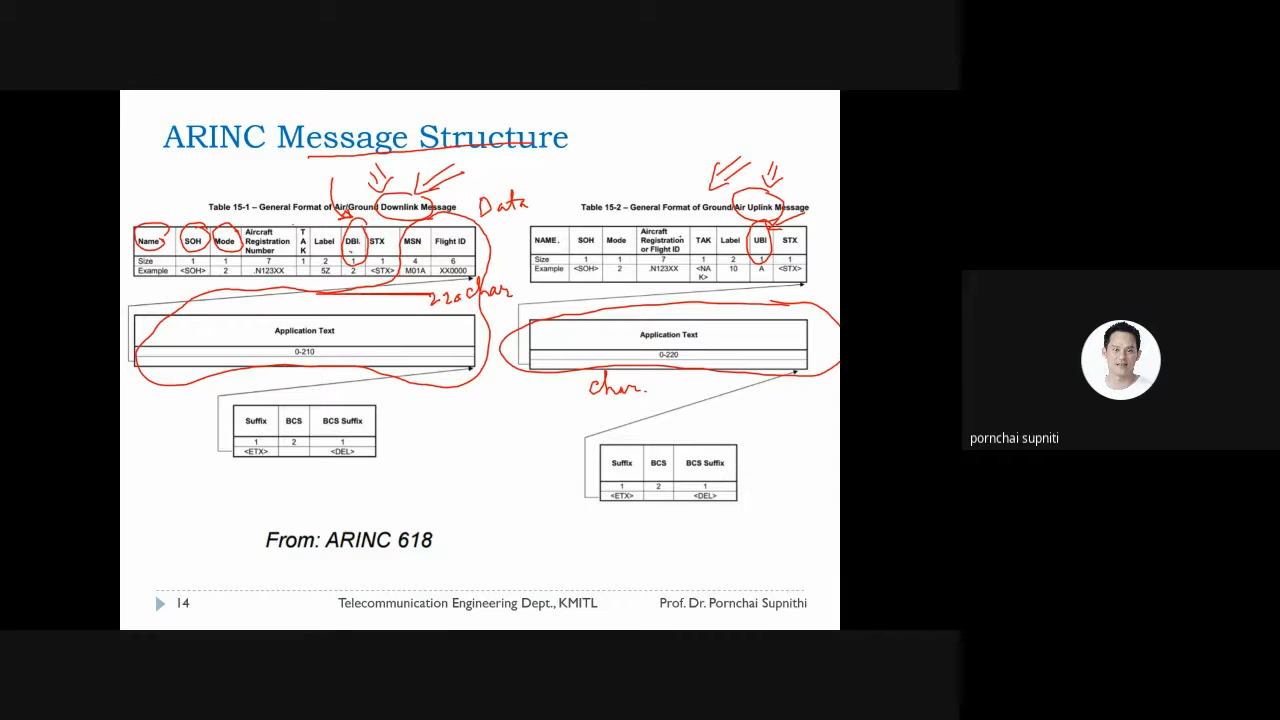 ARINC Message Structure
Table 15-1 – General Format of Air/Ground Downlink Message
Data
Name SOH Mode Aircraft Registration Number TAK Label DBI. STX MSN Flight ID
Size 1 1 7 1 2 1 1 4 6
Example <SOH> 2 .N123XX 5Z 2 <STX> M01A XX0000
220 char
Application Text
0-210
Suffix BCS BCS Suffix
1 2 1
<ETX> <DEL>
Table 15-2 – General Format of Ground/Air Uplink Message
NAME. SOH Mode Aircraft Registration or Flight ID TAK Label UBI STX
Size 1 1 7 1 2 1 1
Example <SOH> 2 .N123XX <NAK> 10 A <STX>
Application Text
0-220
char.
Suffix BCS BCS Suffix
1 2 1
<ETX> <DEL>
From: ARINC 618
14 Telecommunication Engineering Dept., KMITL Prof. Dr. Pornchai Supnithi
pornchai supniti